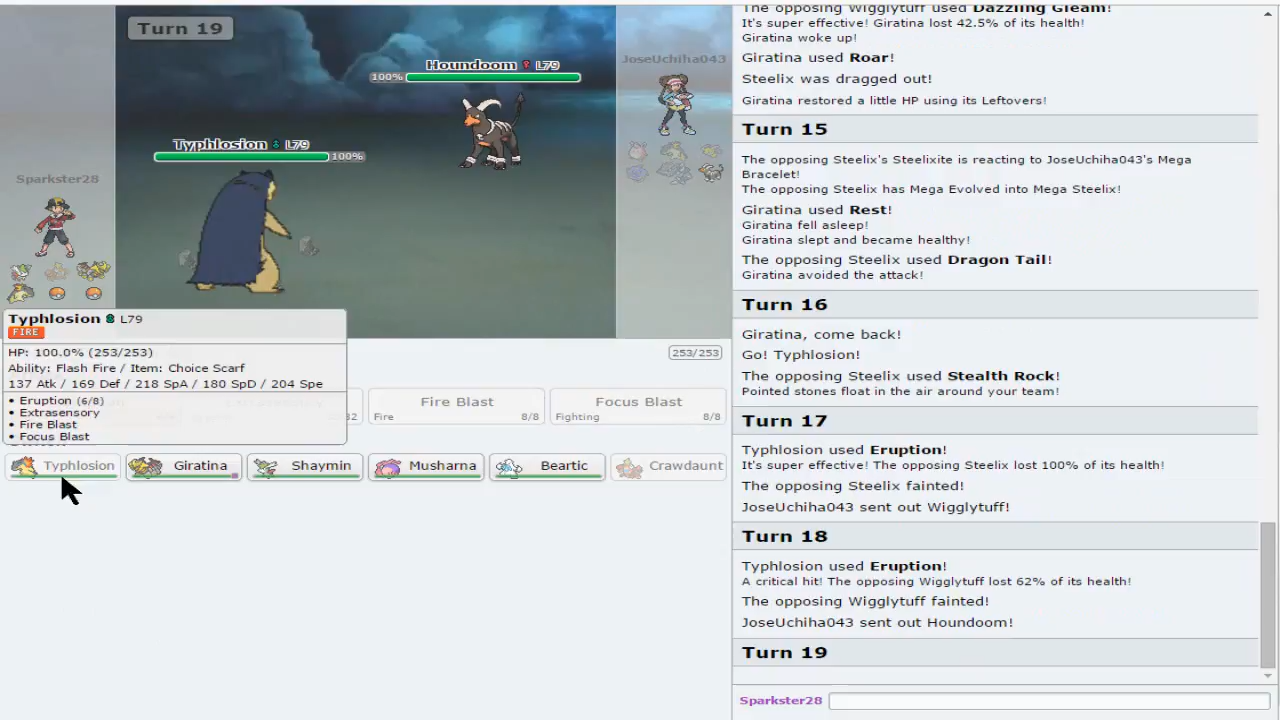 Turn 19
Houndoom L79
100%
JoseUchiha043
Typhlosion L79
100%
Sparkster28
Typhlosion L79
FIRE
HP: 100.0% (253/253)
Ability: Flash Fire / Item: Choice Scarf
137 Atk / 169 Def / 218 SpA / 180 SpD / 204 Spe
• Eruption (6/8)
• Extrasensory
• Fire Blast
• Focus Blast
253/253
Fire Blast
Fire 8/8
Focus Blast
Fighting 8/8
Typhlosion
Giratina
Shaymin
Musharna
Beartic
Crawdaunt
The opposing Wigglytuff used Dazzling Gleam!
It's super effective! Giratina lost 42.5% of its health!
Giratina woke up!
Giratina used Roar!
Steelix was dragged out!
Giratina restored a little HP using its Leftovers!
Turn 15
The opposing Steelix's Steelixite is reacting to JoseUchiha043's Mega
Bracelet!
The opposing Steelix has Mega Evolved into Mega Steelix!
Giratina used Rest!
Giratina fell asleep!
Giratina slept and became healthy!
The opposing Steelix used Dragon Tail!
Giratina avoided the attack!
Turn 16
Giratina, come back!
Go! Typhlosion!
The opposing Steelix used Stealth Rock!
Pointed stones float in the air around your team!
Turn 17
Typhlosion used Eruption!
It's super effective! The opposing Steelix lost 100% of its health!
The opposing Steelix fainted!
JoseUchiha043 sent out Wigglytuff!
Turn 18
Typhlosion used Eruption!
A critical hit! The opposing Wigglytuff lost 62% of its health!
The opposing Wigglytuff fainted!
JoseUchiha043 sent out Houndoom!
Turn 19
Sparkster28